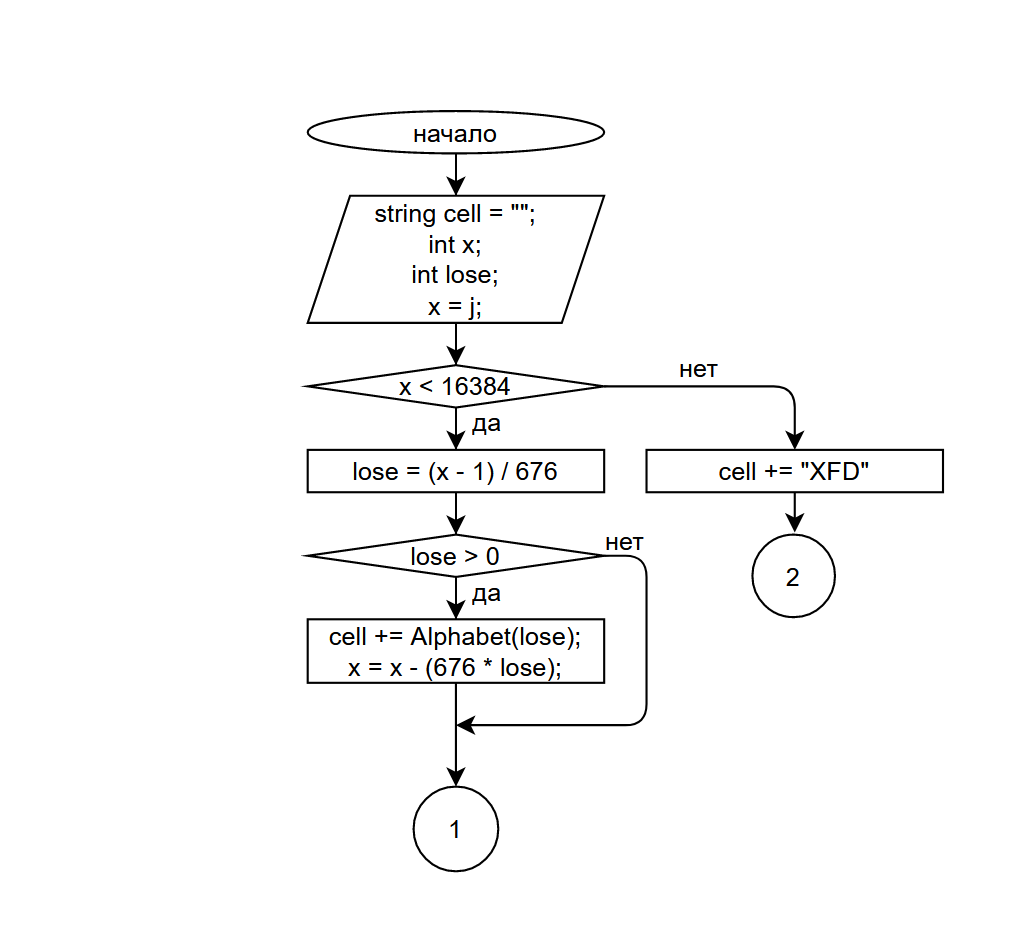 начало
string cell = "";
int x;
int lose;
x = j;
x < 16384
нет
да
lose = (x - 1) / 676
cell += "XFD"
lose > 0
нет
2
да
cell += Alphabet(lose);
x = x - (676 * lose);
1